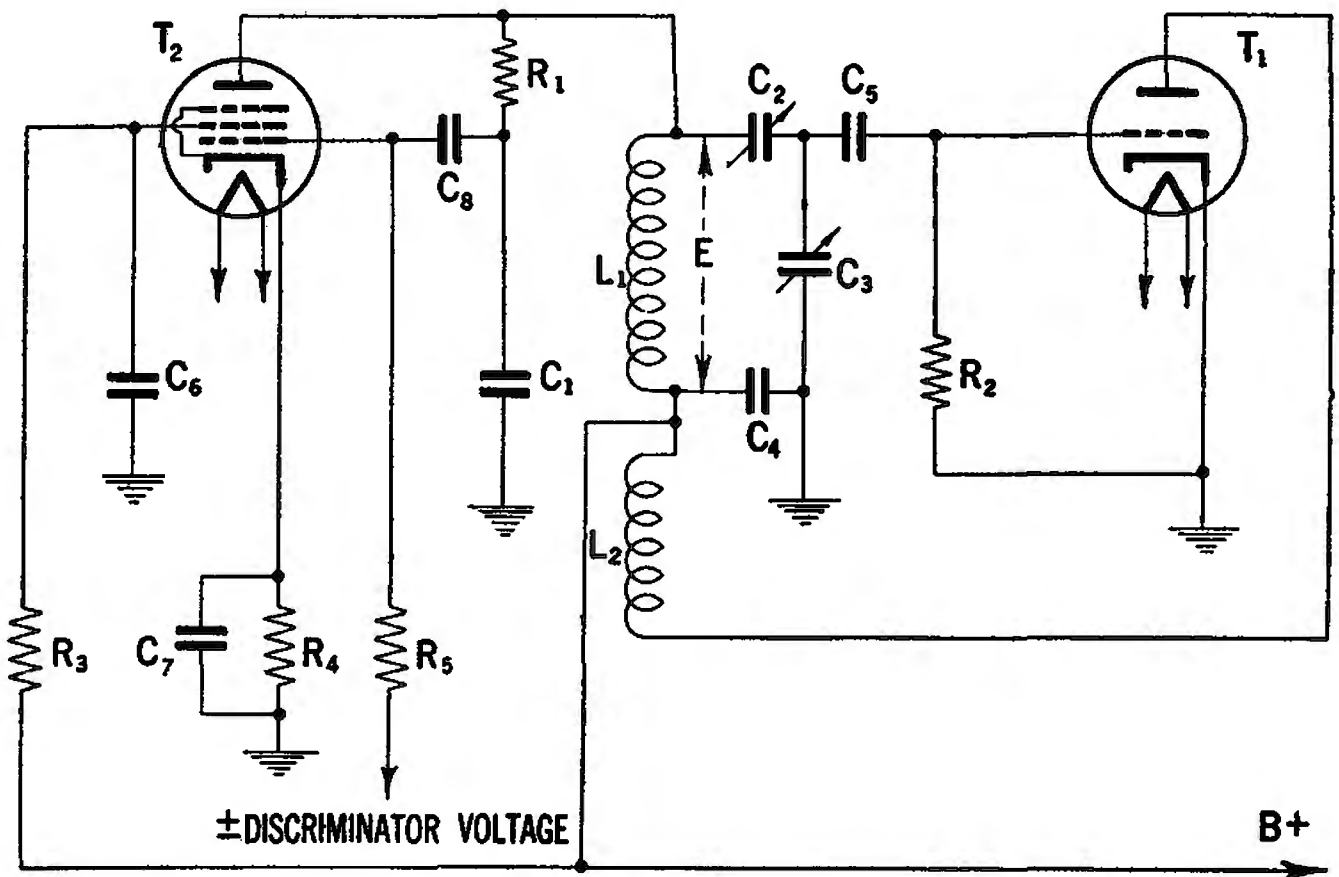 T₂
R₁
C₂
C₅
T₁
C₈
E
L₁
C₃
C₆
C₁
R₂
C₄
L₂
R₃
C₇
R₄
R₅
±DISCRIMINATOR VOLTAGE
B+